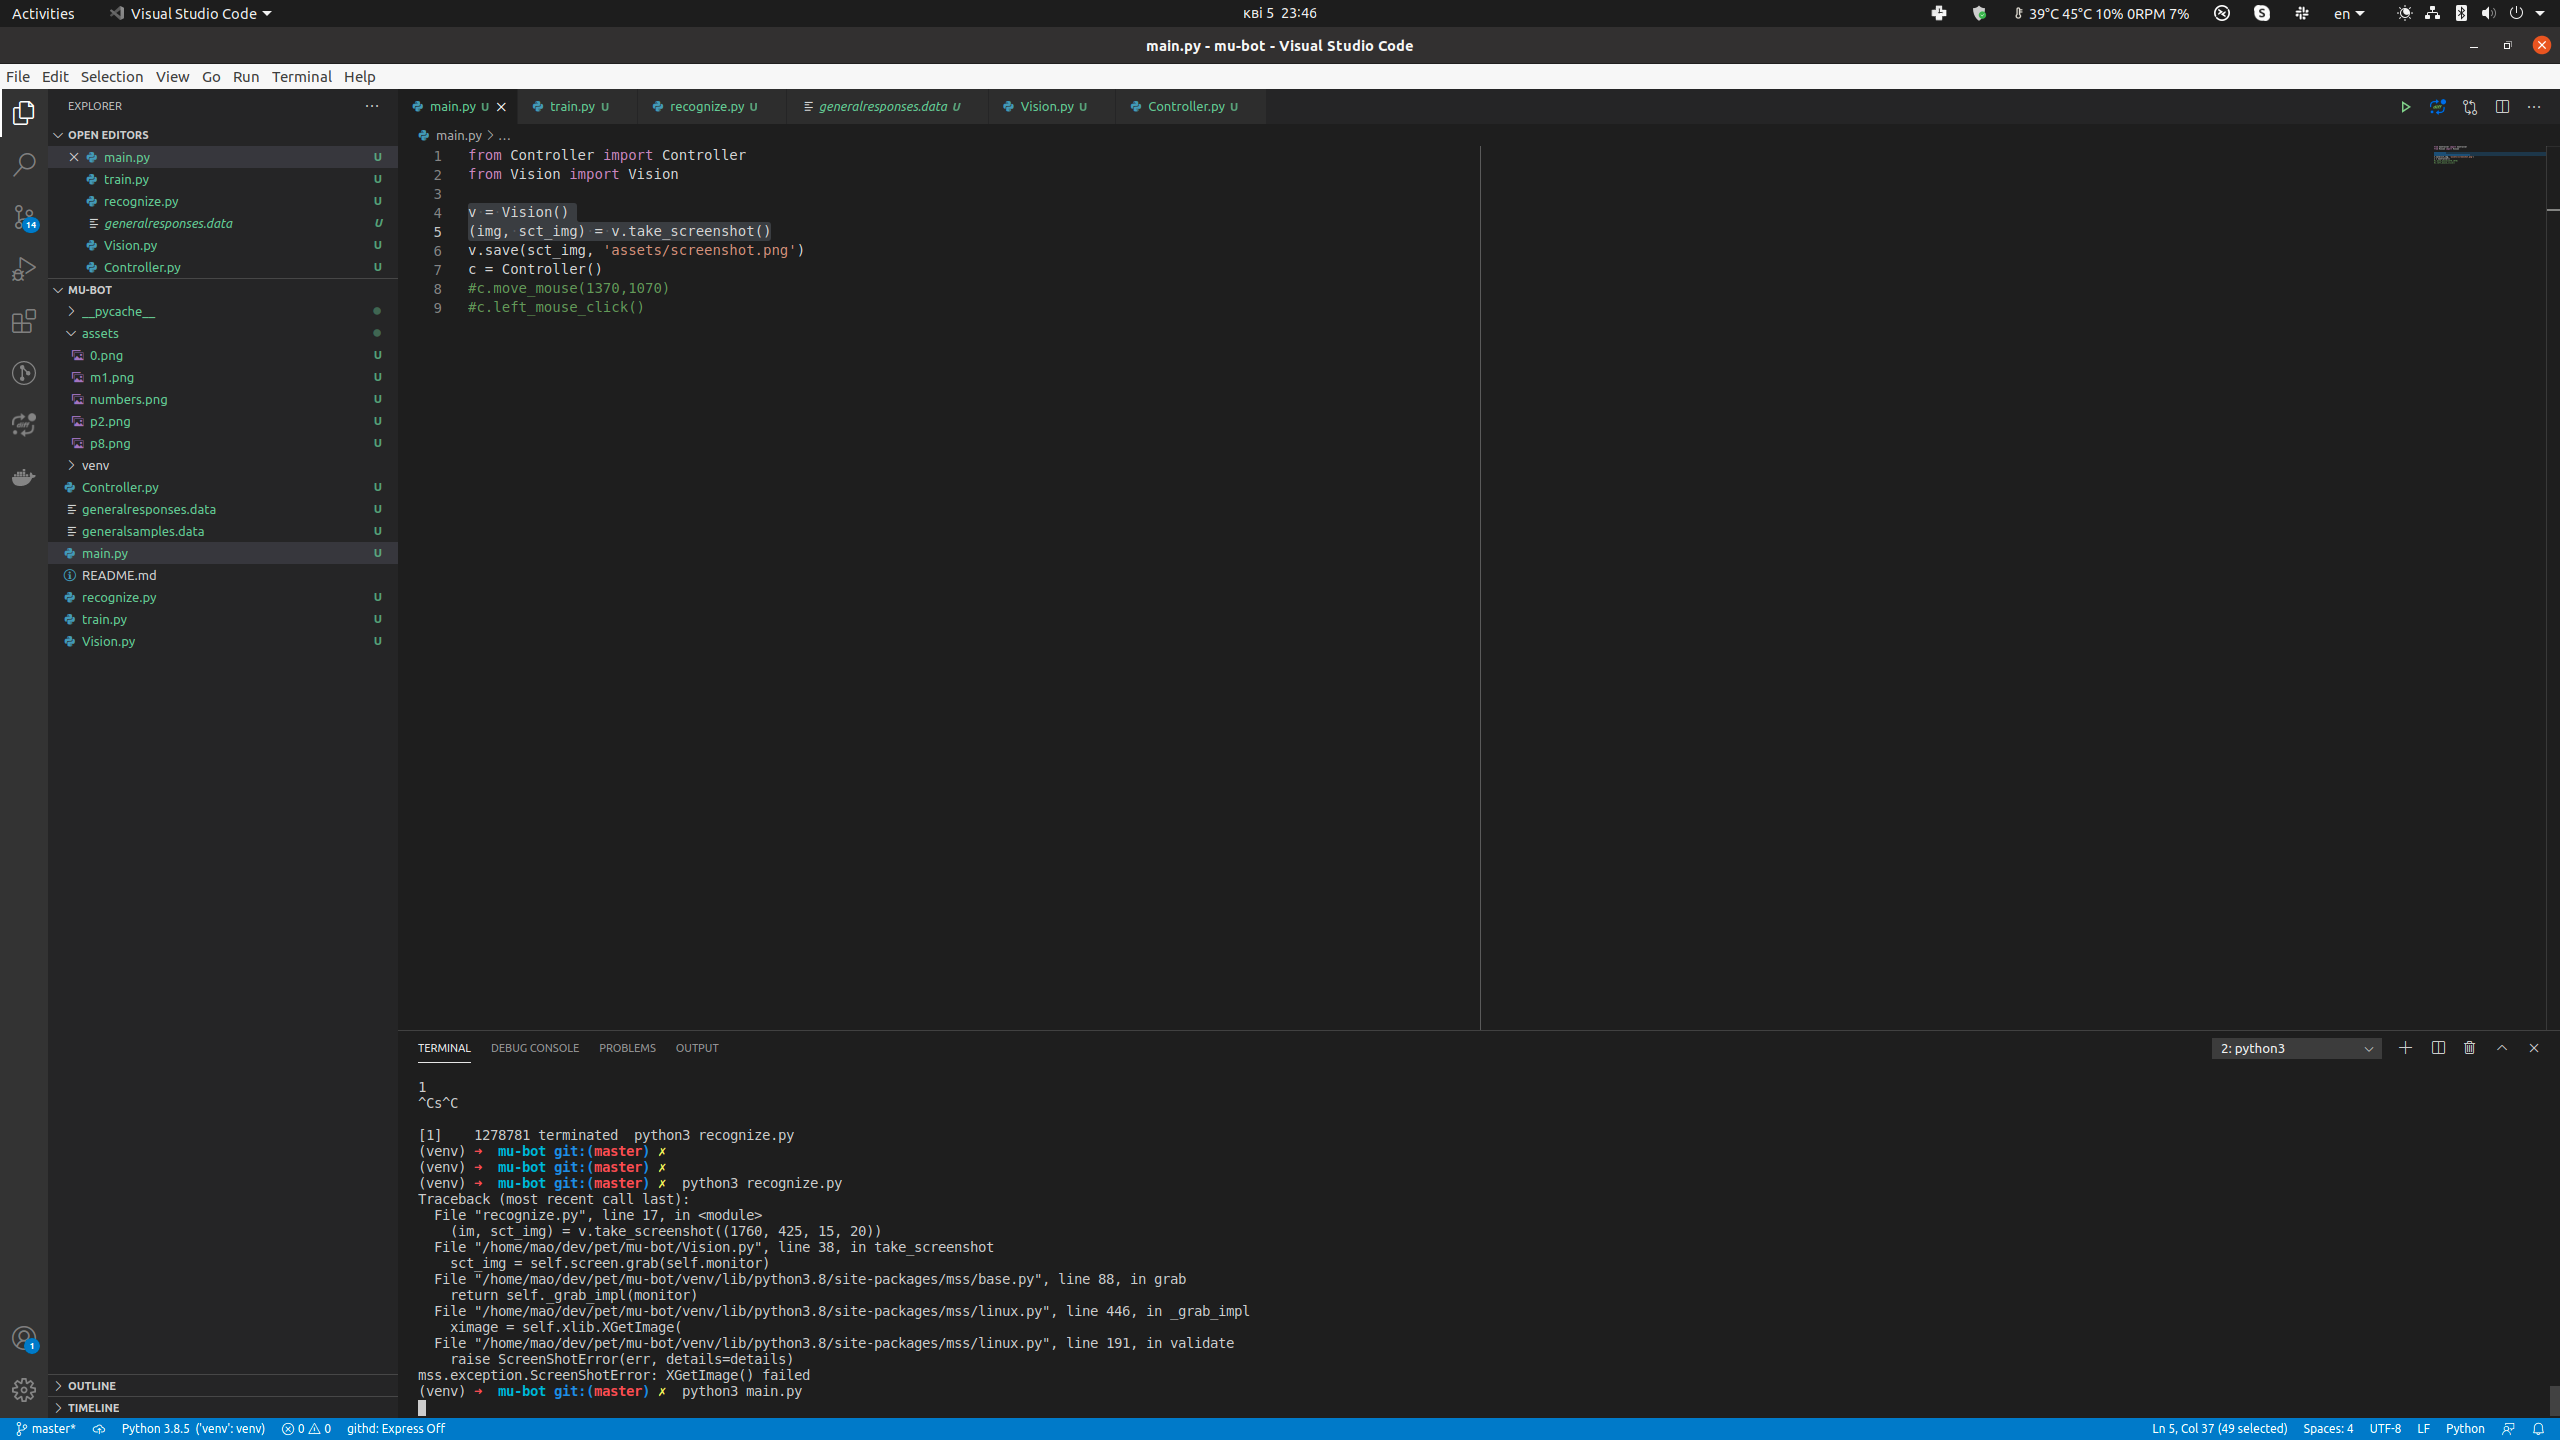 Activities
Visual Studio Code
кві 5 23:46
39°C 45°C 10% 0RPM 7%
en
main.py - mu-bot - Visual Studio Code
File Edit Selection View Go Run Terminal Help
EXPLORER
OPEN EDITORS
main.py U
train.py U
recognize.py U
generalresponses.data U
Vision.py U
Controller.py U
MU-BOT
__pycache__
assets
0.png U
m1.png U
numbers.png U
p2.png U
p8.png U
venv
Controller.py U
generalresponses.data U
generalsamples.data U
main.py U
README.md
recognize.py U
train.py U
Vision.py U
OUTLINE
TIMELINE
14
1
main.py U train.py U recognize.py U generalresponses.data U Vision.py U Controller.py U
main.py > ...
1 from Controller import Controller
2 from Vision import Vision
3
4 v = Vision()
5 (img, sct_img) = v.take_screenshot()
6 v.save(sct_img, 'assets/screenshot.png')
7 c = Controller()
8 #c.move_mouse(1370,1070)
9 #c.left_mouse_click()
TERMINAL DEBUG CONSOLE PROBLEMS OUTPUT
2: python3
1
^Cs^C
[1]    1278781 terminated  python3 recognize.py
(venv) ➜  mu-bot git:(master) ✗
(venv) ➜  mu-bot git:(master) ✗
(venv) ➜  mu-bot git:(master) ✗  python3 recognize.py
Traceback (most recent call last):
  File "recognize.py", line 17, in <module>
    (im, sct_img) = v.take_screenshot((1760, 425, 15, 20))
  File "/home/mao/dev/pet/mu-bot/Vision.py", line 38, in take_screenshot
    sct_img = self.screen.grab(self.monitor)
  File "/home/mao/dev/pet/mu-bot/venv/lib/python3.8/site-packages/mss/base.py", line 88, in grab
    return self._grab_impl(monitor)
  File "/home/mao/dev/pet/mu-bot/venv/lib/python3.8/site-packages/mss/linux.py", line 446, in _grab_impl
    ximage = self.xlib.XGetImage(
  File "/home/mao/dev/pet/mu-bot/venv/lib/python3.8/site-packages/mss/linux.py", line 191, in validate
    raise ScreenShotError(err, details=details)
mss.exception.ScreenShotError: XGetImage() failed
(venv) ➜  mu-bot git:(master) ✗  python3 main.py
master* Python 3.8.5 ('venv': venv) 0 0 githd: Express Off
Ln 5, Col 37 (49 selected) Spaces: 4 UTF-8 LF Python